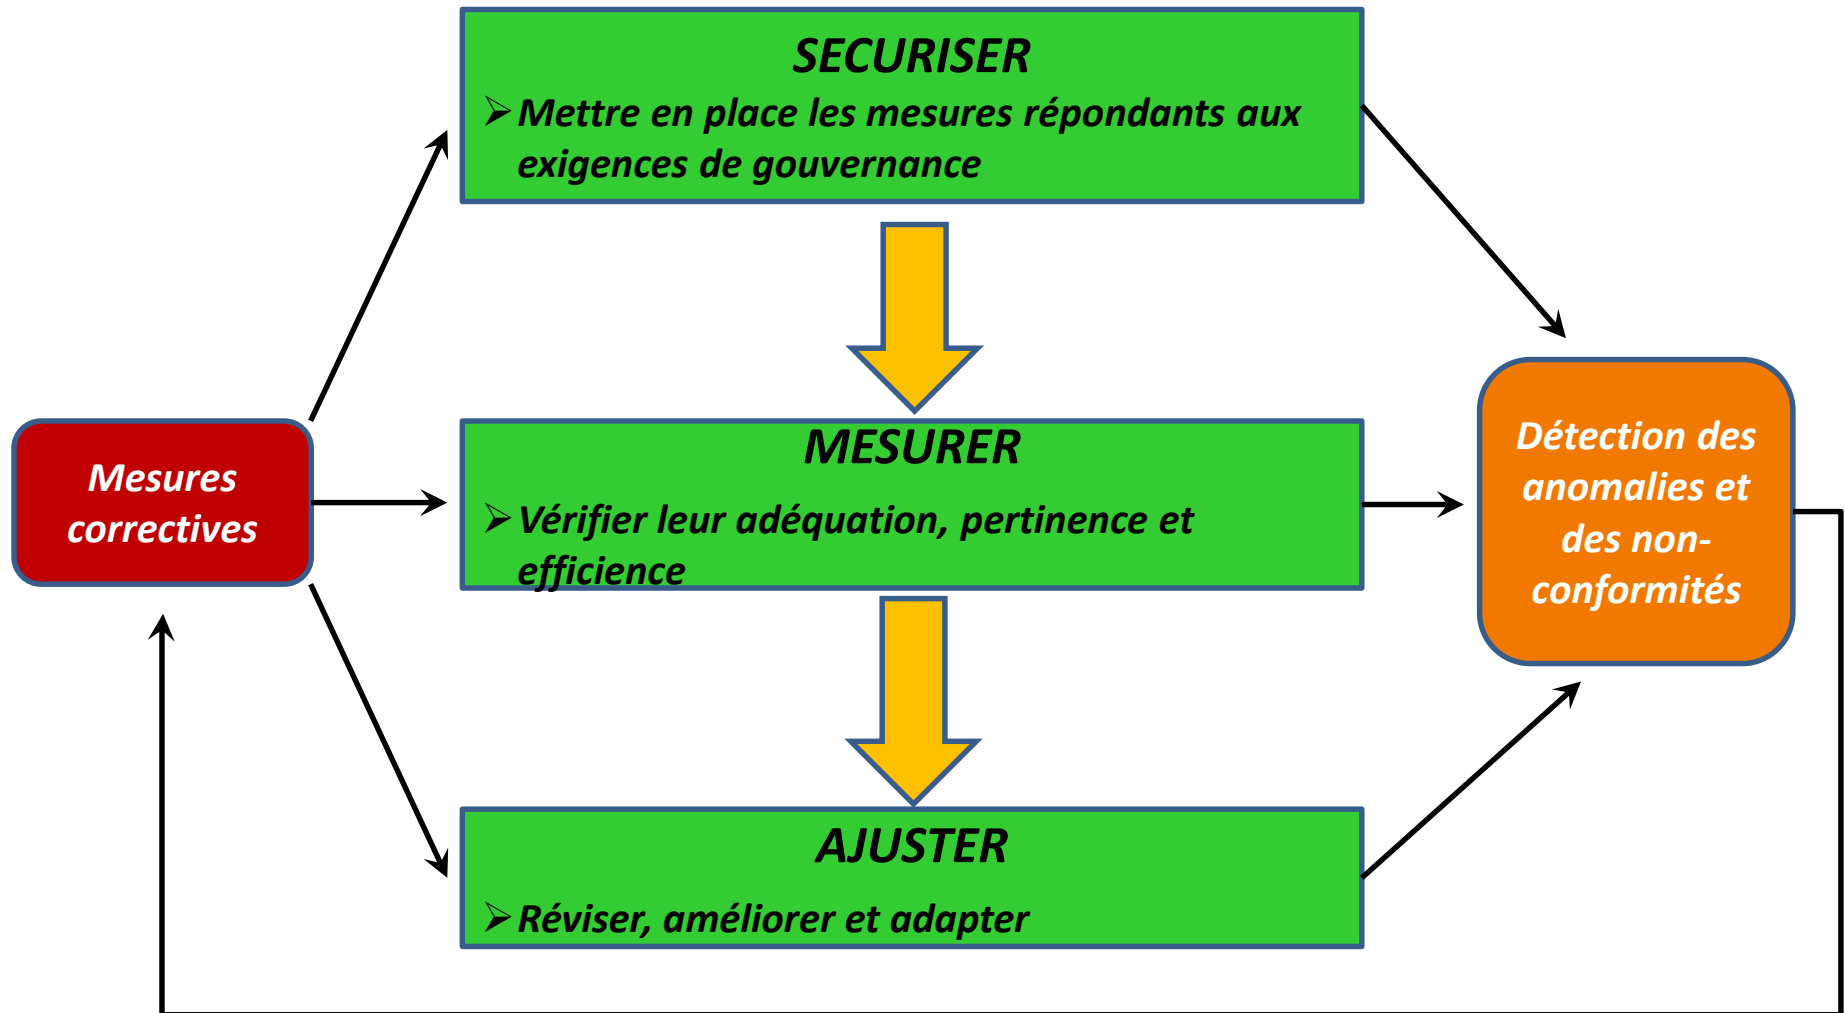 SECURISER
➢ Mettre en place les mesures répondants aux
exigences de gouvernance
Mesures
correctives
MESURER
➢ Vérifier leur adéquation, pertinence et
efficience
Détection des
anomalies et
des non-
conformités
AJUSTER
➢ Réviser, améliorer et adapter